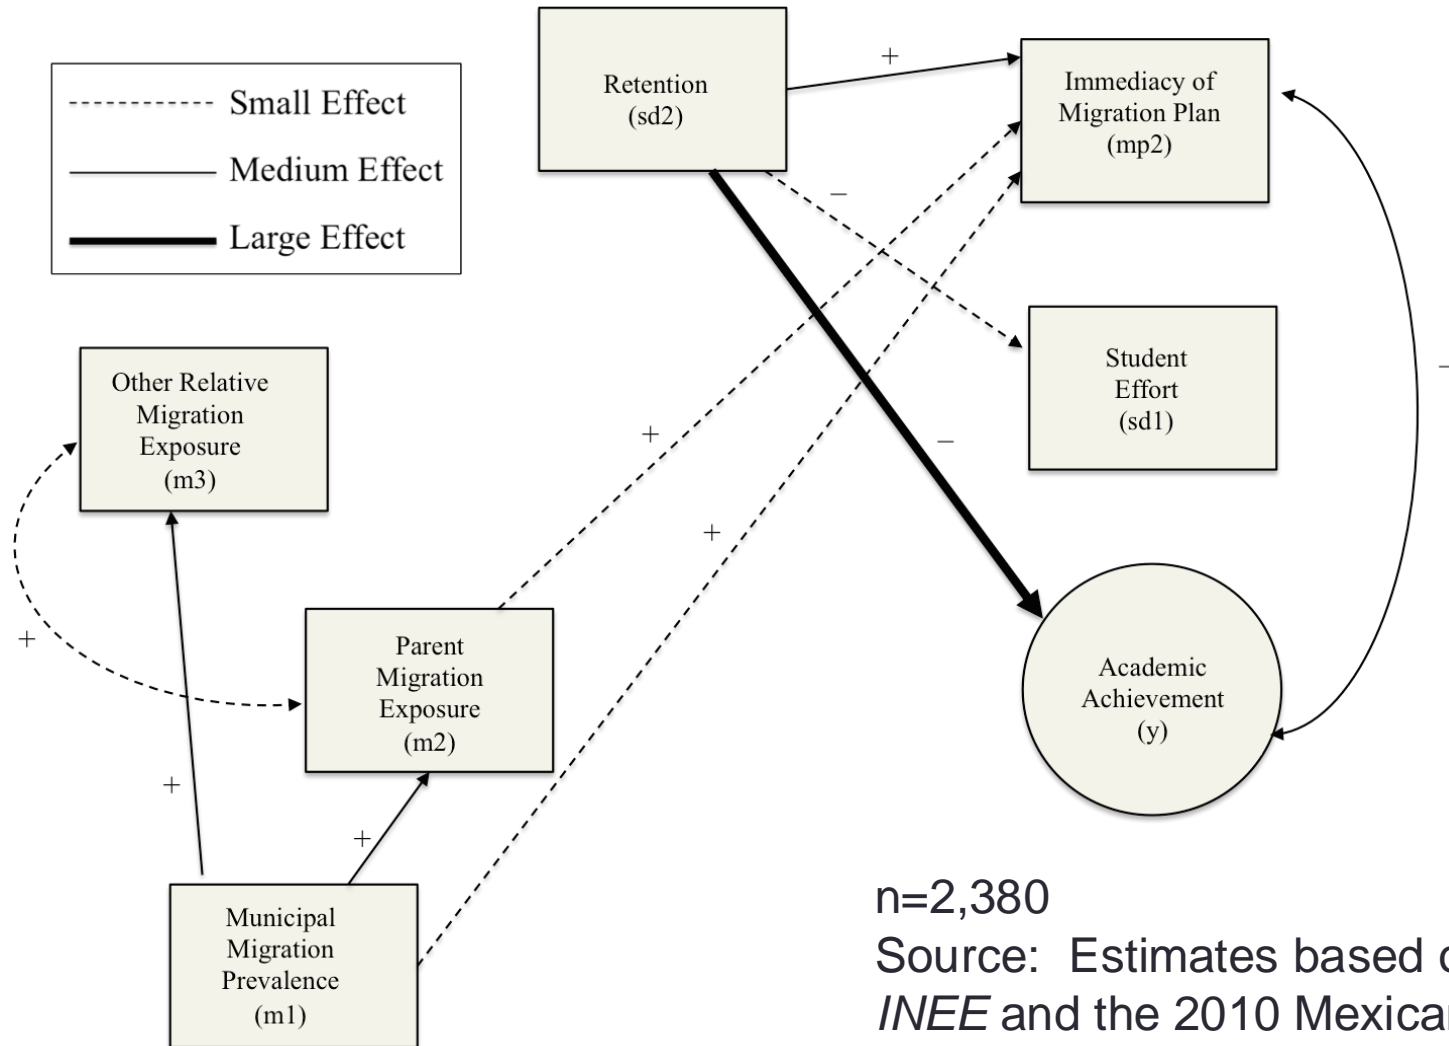 Small Effect
Medium Effect
Large Effect
Retention
(sd2)
+
Immediacy of
Migration Plan
(mp2)
–
Student
Effort
(sd1)
–
Other Relative
Migration
Exposure
(m3)
+
+
–
+
Parent
Migration
Exposure
(m2)
Academic
Achievement
(y)
+
+
Municipal
Migration
Prevalence
(m1)
n=2,380
Source: Estimates based
INEE and the 2010